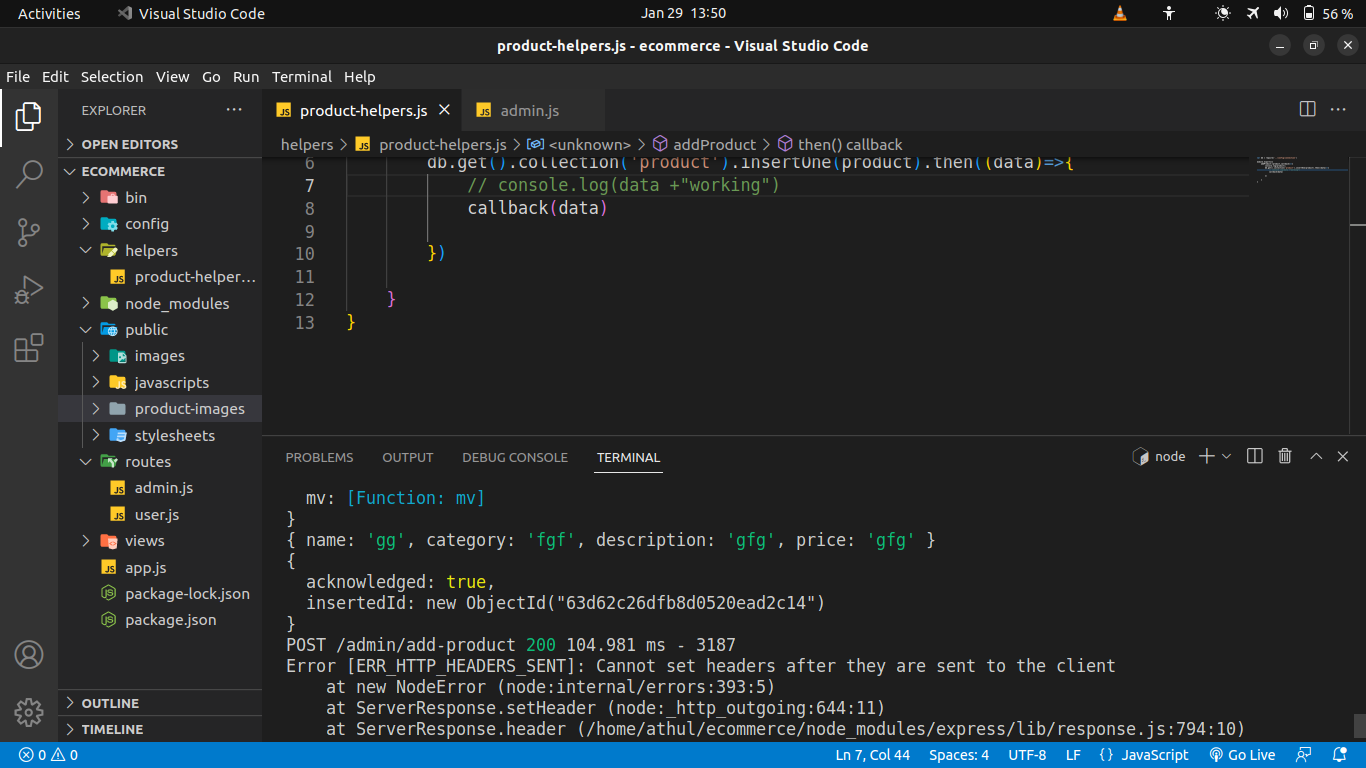 Activities Visual Studio Code Jan 29 13:50 56 %
product-helpers.js - ecommerce - Visual Studio Code
File Edit Selection View Go Run Terminal Help
EXPLORER
OPEN EDITORS
ECOMMERCE
bin
config
helpers
product-helper...
node_modules
public
images
javascripts
product-images
stylesheets
routes
admin.js
user.js
views
app.js
package-lock.json
package.json
OUTLINE
TIMELINE
product-helpers.js admin.js
helpers > product-helpers.js > <unknown> > addProduct > then() callback
6 db.get().collection('product').insertOne(product).then((data)=>{
7 // console.log(data +"working")
8 callback(data)
9
10 })
11
12 }
13 }
PROBLEMS OUTPUT DEBUG CONSOLE TERMINAL node
mv: [Function: mv]
}
{ name: 'gg', category: 'fgf', description: 'gfg', price: 'gfg' }
{
acknowledged: true,
insertedId: new ObjectId("63d62c26dfb8d0520ead2c14")
}
POST /admin/add-product 200 104.981 ms - 3187
Error [ERR_HTTP_HEADERS_SENT]: Cannot set headers after they are sent to the client
at new NodeError (node:internal/errors:393:5)
at ServerResponse.setHeader (node:_http_outgoing:644:11)
at ServerResponse.header (/home/athul/ecommerce/node_modules/express/lib/response.js:794:10)
0 0 Ln 7, Col 44 Spaces: 4 UTF-8 LF {} JavaScript Go Live